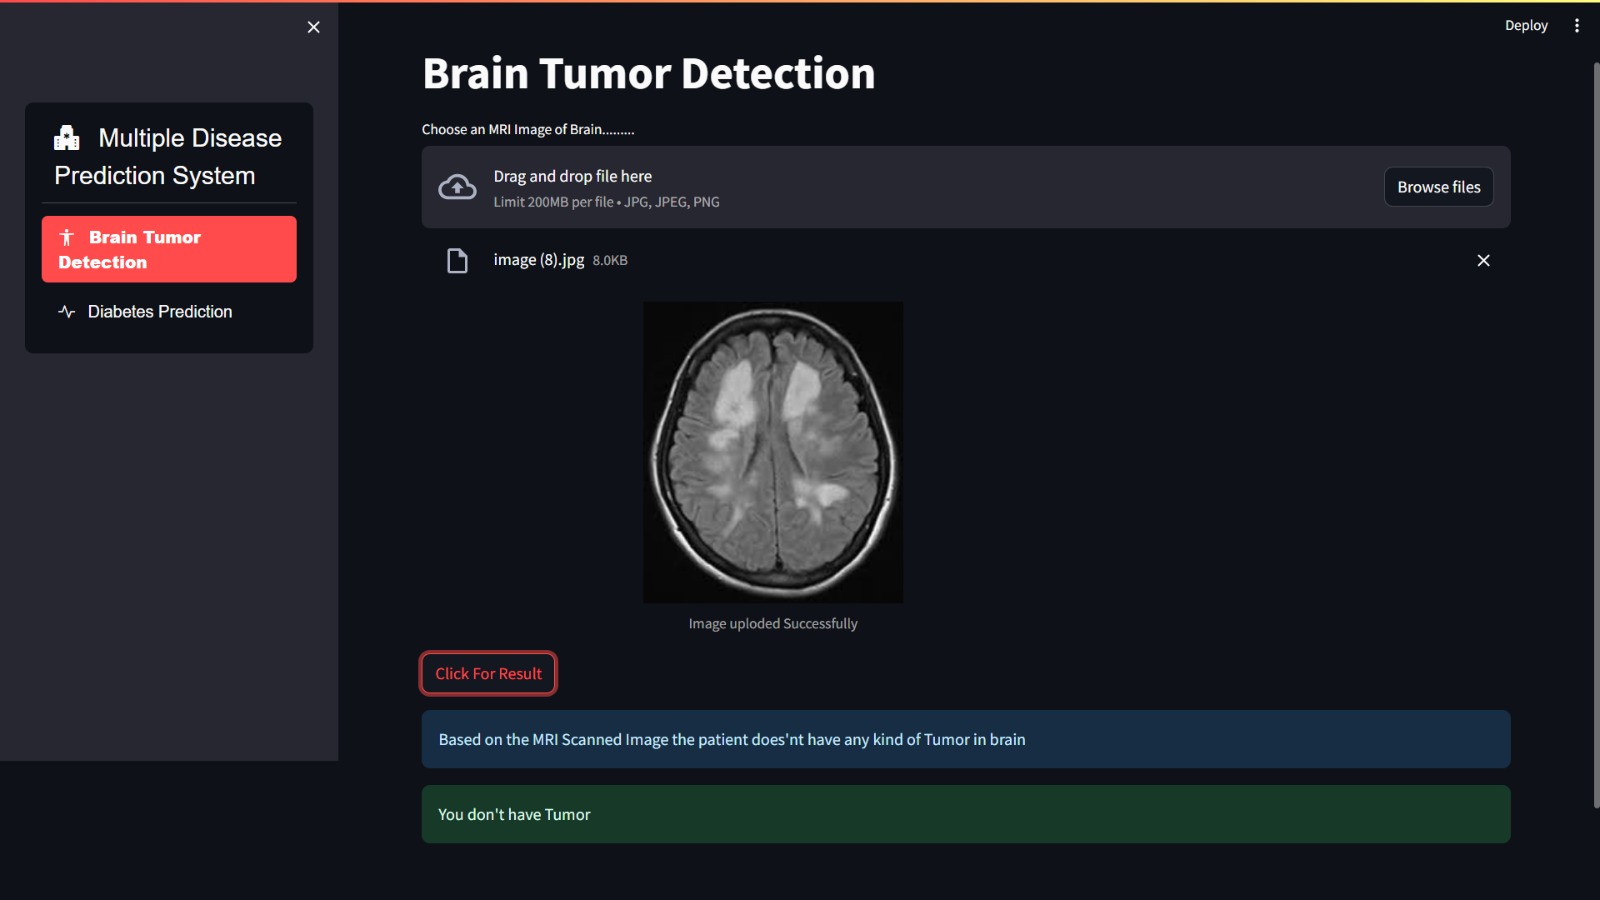 Deploy
Multiple Disease
Prediction System
Brain Tumor
Detection
Diabetes Prediction
Brain Tumor Detection
Choose an MRI Image of Brain.........
Drag and drop file here
Limit 200MB per file • JPG, JPEG, PNG
Browse files
image (8).jpg 8.0KB
Image uploded Successfully
Click For Result
Based on the MRI Scanned Image the patient does'nt have any kind of Tumor in brain
You don't have Tumor